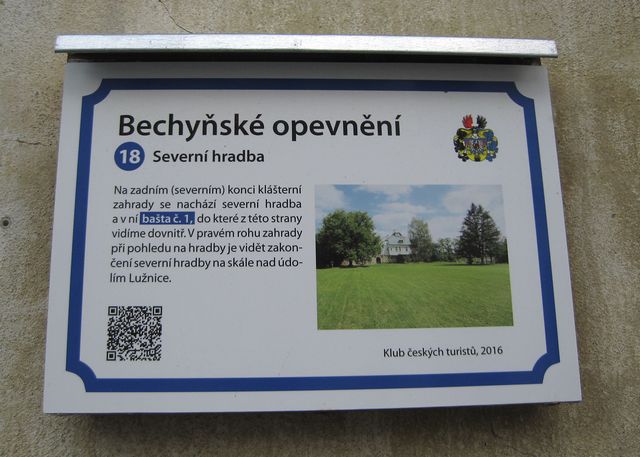 Bechyňské opevnění
18 Severní hradba
Na zadním (severním) konci klášterní
zahrady se nachází severní hradba
a v ní bašta č. 1, do které z této strany
vidíme dovnitř. V pravém rohu zahrady
při pohledu na hradby je vidět zakon-
čení severní hradby na skále nad údo-
lím Lužnice.
Klub českých turistů, 2016